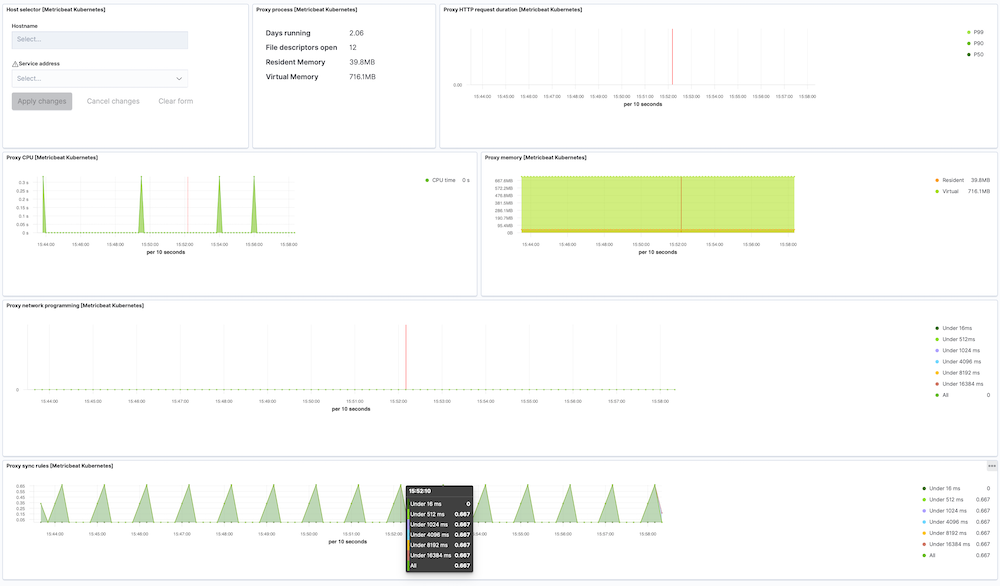 Host selector [Metricbeat Kubernetes]
Hostname
Select...
Service address
Select...
Apply changes Cancel changes Clear form
Proxy process [Metricbeat Kubernetes]
Days running 2.06
File descriptors open 12
Resident Memory 39.8MB
Virtual Memory 716.1MB
Proxy HTTP request duration [Metricbeat Kubernetes]
P99
P90
P50
0.00
15:44:00 15:45:00 15:46:00 15:47:00 15:48:00 15:49:00 15:50:00 15:51:00 15:52:00 15:53:00 15:54:00 15:55:00 15:56:00 15:57:00 15:58:00
per 10 seconds
Proxy CPU [Metricbeat Kubernetes]
CPU time 0 s
0.3 s
0.25 s
0.2 s
0.15 s
0.1 s
0.05 s
0 s
15:44:00 15:46:00 15:48:00 15:50:00 15:52:00 15:54:00 15:56:00 15:58:00
per 10 seconds
Proxy memory [Metricbeat Kubernetes]
Resident 39.8MB
Virtual 716.1MB
667.6MB
572.2MB
476.8MB
381.5MB
286.1MB
190.7MB
95.4MB
0B
15:44:00 15:46:00 15:48:00 15:50:00 15:52:00 15:54:00 15:56:00 15:58:00
per 10 seconds
Proxy network programming [Metricbeat Kubernetes]
Under 16ms
Under 512ms
Under 1024 ms
Under 4096 ms
Under 8192 ms
Under 16384 ms
All 0
0
15:44:00 15:45:00 15:46:00 15:47:00 15:48:00 15:49:00 15:50:00 15:51:00 15:52:00 15:53:00 15:54:00 15:55:00 15:56:00 15:57:00 15:58:00
per 10 seconds
Proxy sync rules [Metricbeat Kubernetes]
0.65
0.55
0.45
0.35
0.25
0.15
0.05
15:44:00 15:45:00 15:46:00 15:47:00 15:48:00 15:49:00 15:50:00 15:51:00 15:52:00 15:54:00 15:55:00 15:56:00 15:57:00 15:58:00
per 10 seconds
15:52:10
Under 16 ms 0
Under 512 ms 0.667
Under 1024 ms 0.667
Under 4096 ms 0.667
Under 8192 ms 0.667
Under 16384 ms 0.667
All 0.667
Under 16 ms 0
Under 512 ms 0.667
Under 1024 ms 0.667
Under 4096 ms 0.667
Under 8192 ms 0.667
Under 16384 ms 0.667
All 0.667